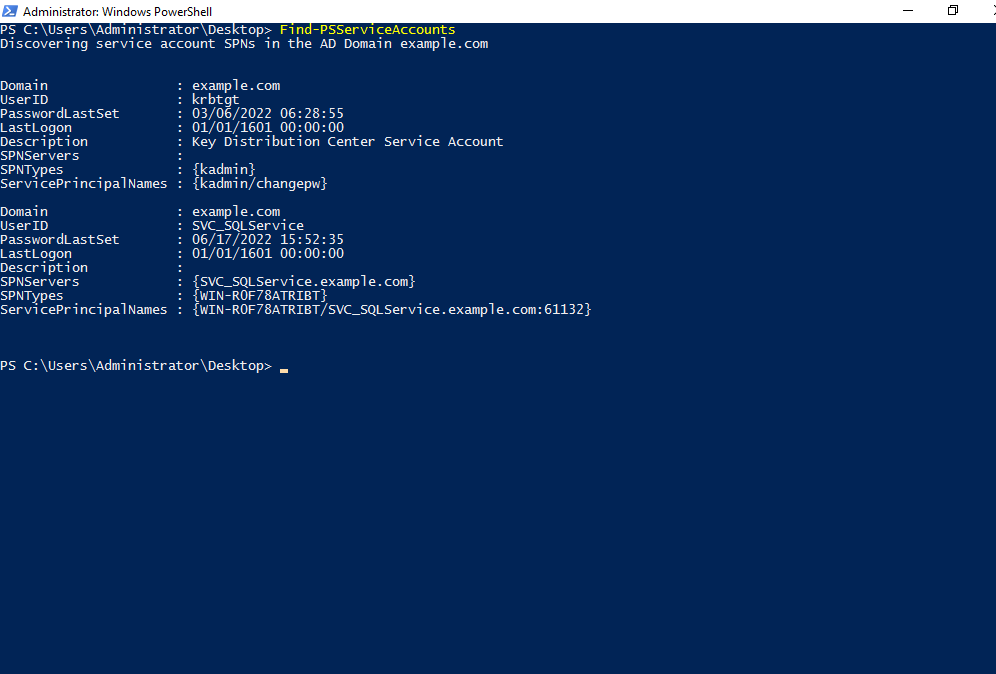 Administrator: Windows PowerShell
PS C:\Users\Administrator\Desktop> Find-PSServiceAccounts
Discovering service account SPNs in the AD Domain example.com
Domain                : example.com
UserID                : krbtgt
PasswordLastSet       : 03/06/2022 06:28:55
LastLogon             : 01/01/1601 00:00:00
Description           : Key Distribution Center Service Account
SPNServers            :
SPNTypes              : {kadmin}
ServicePrincipalNames : {kadmin/changepw}
Domain                : example.com
UserID                : SVC_SQLService
PasswordLastSet       : 06/17/2022 15:52:35
LastLogon             : 01/01/1601 00:00:00
Description           :
SPNServers            : {SVC_SQLService.example.com}
SPNTypes              : {WIN-R0F78ATRIBT}
ServicePrincipalNames : {WIN-R0F78ATRIBT/SVC_SQLService.example.com:61132}
PS C:\Users\Administrator\Desktop>